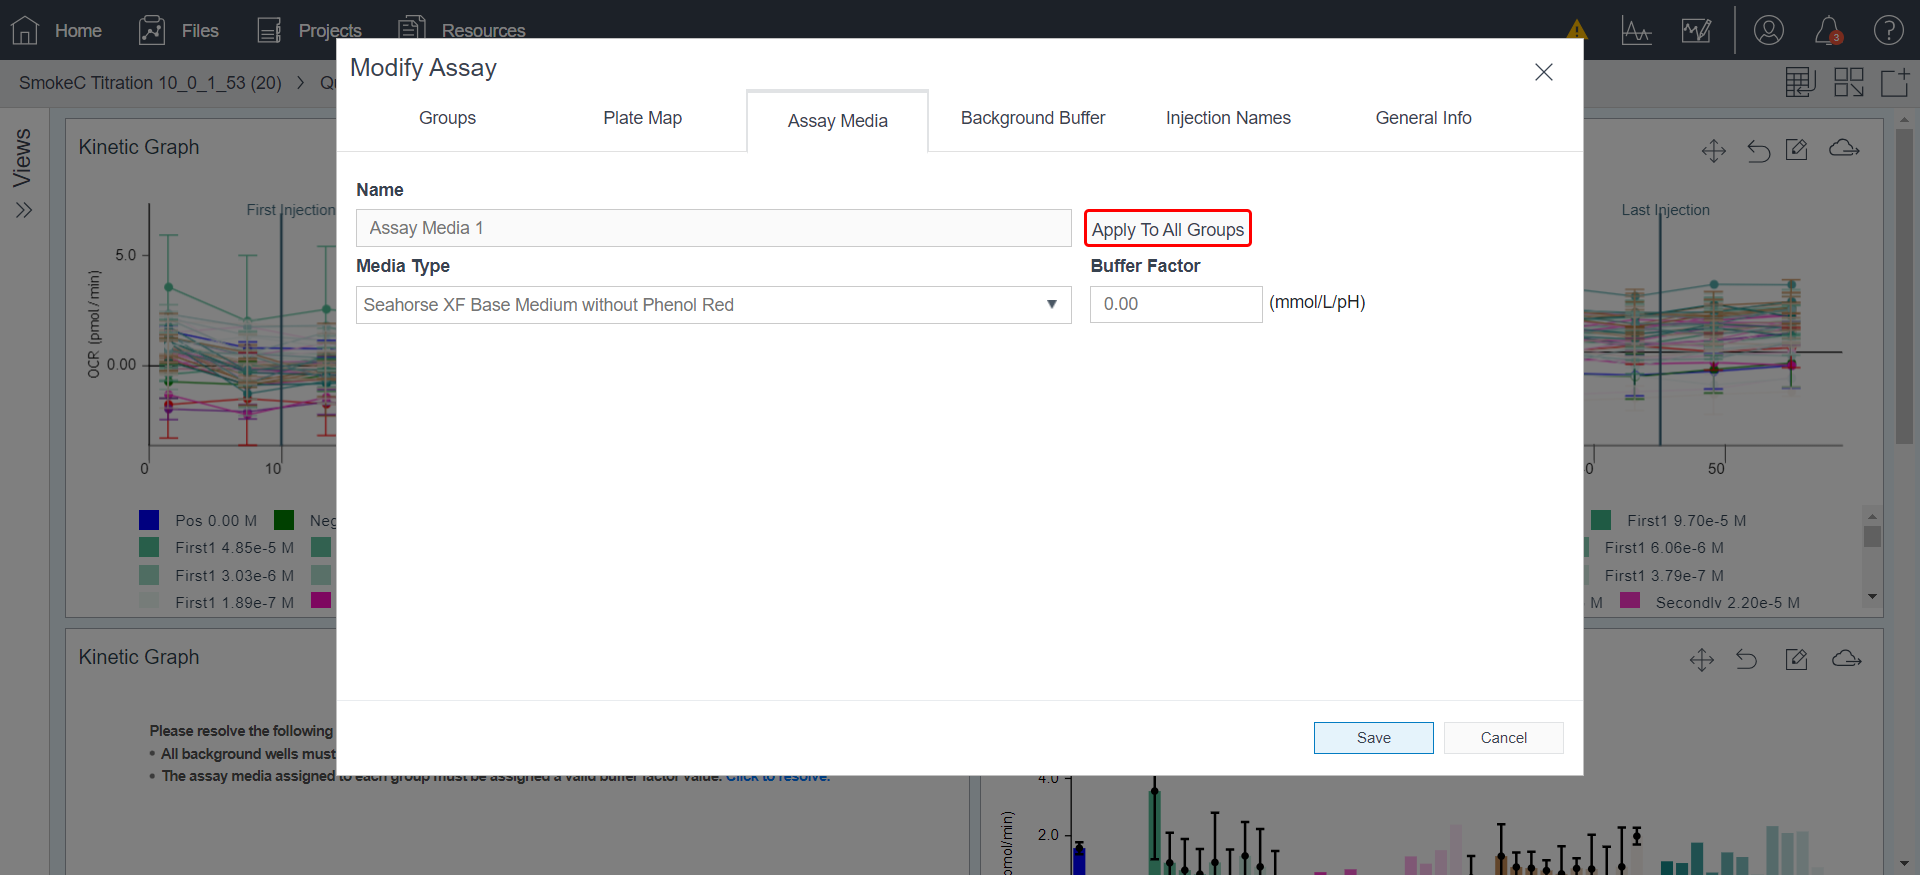 Home Files Projects Resources
3
SmokeC Titration 10_0_1_53 (20) > Qu
Modify Assay
Groups Plate Map Assay Media Background Buffer Injection Names General Info
Views
Kinetic Graph
Name
Assay Media 1 Apply To All Groups
Media Type Buffer Factor
Seahorse XF Base Medium without Phenol Red 0.00 (mmol/L/pH)
First Injection Last Injection
5.0
0.00
OCR (pmol/min)
0 10 0 50
Pos 0.00 M Neg First1 9.70e-5 M
First1 4.85e-5 M First1 6.06e-6 M
First1 3.03e-6 M First1 3.79e-7 M
First1 1.89e-7 M M Secondly 2.20e-5 M
Kinetic Graph
Please resolve the following
• All background wells must
• The assay media assigned to each group must be assigned a valid buffer factor value. Click to resolve.
Save Cancel
4.0
2.0
pmol/min)